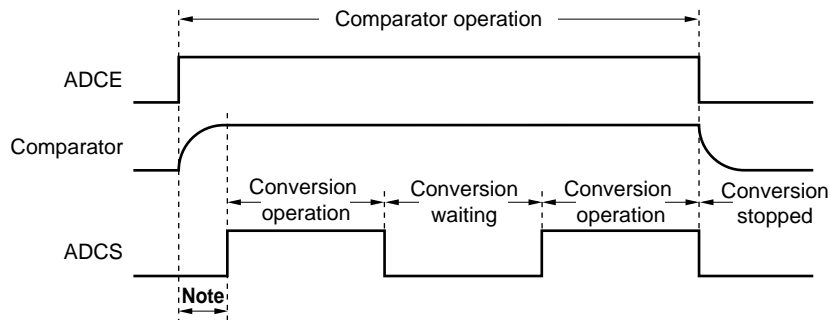 Comparator operation
ADCE
Comparator
Conversion
operation
Conversion
waiting
Conversion
operation
Conversion
stopped
ADCS
Note